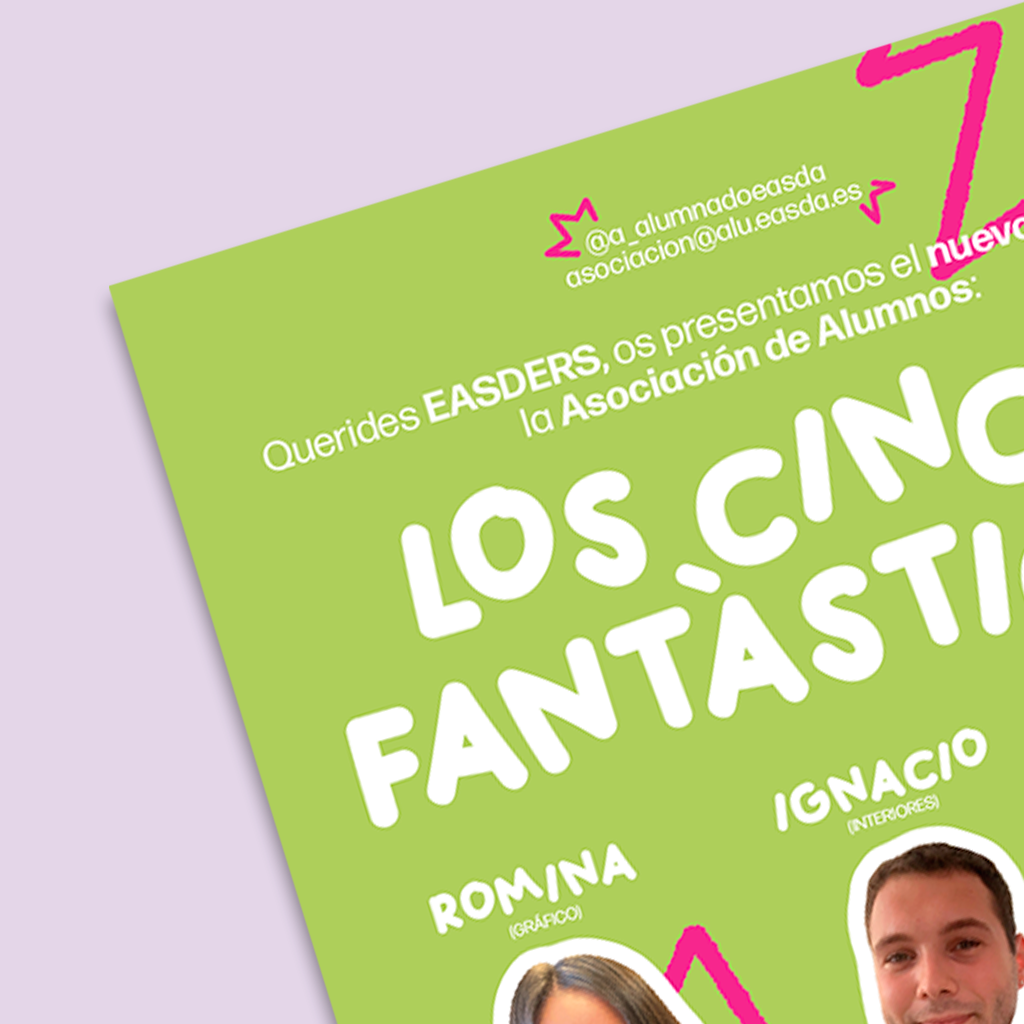 @a_alumnadoeasda
asociacion@alu.easda.es
Querides EASDERS, os presentamos el nuevo
la Asociación de Alumnos:
LOS CINC
FANTÀSTIC
IGNACIO
(INTERIORES)
ROMINA
(GRÁFICO)